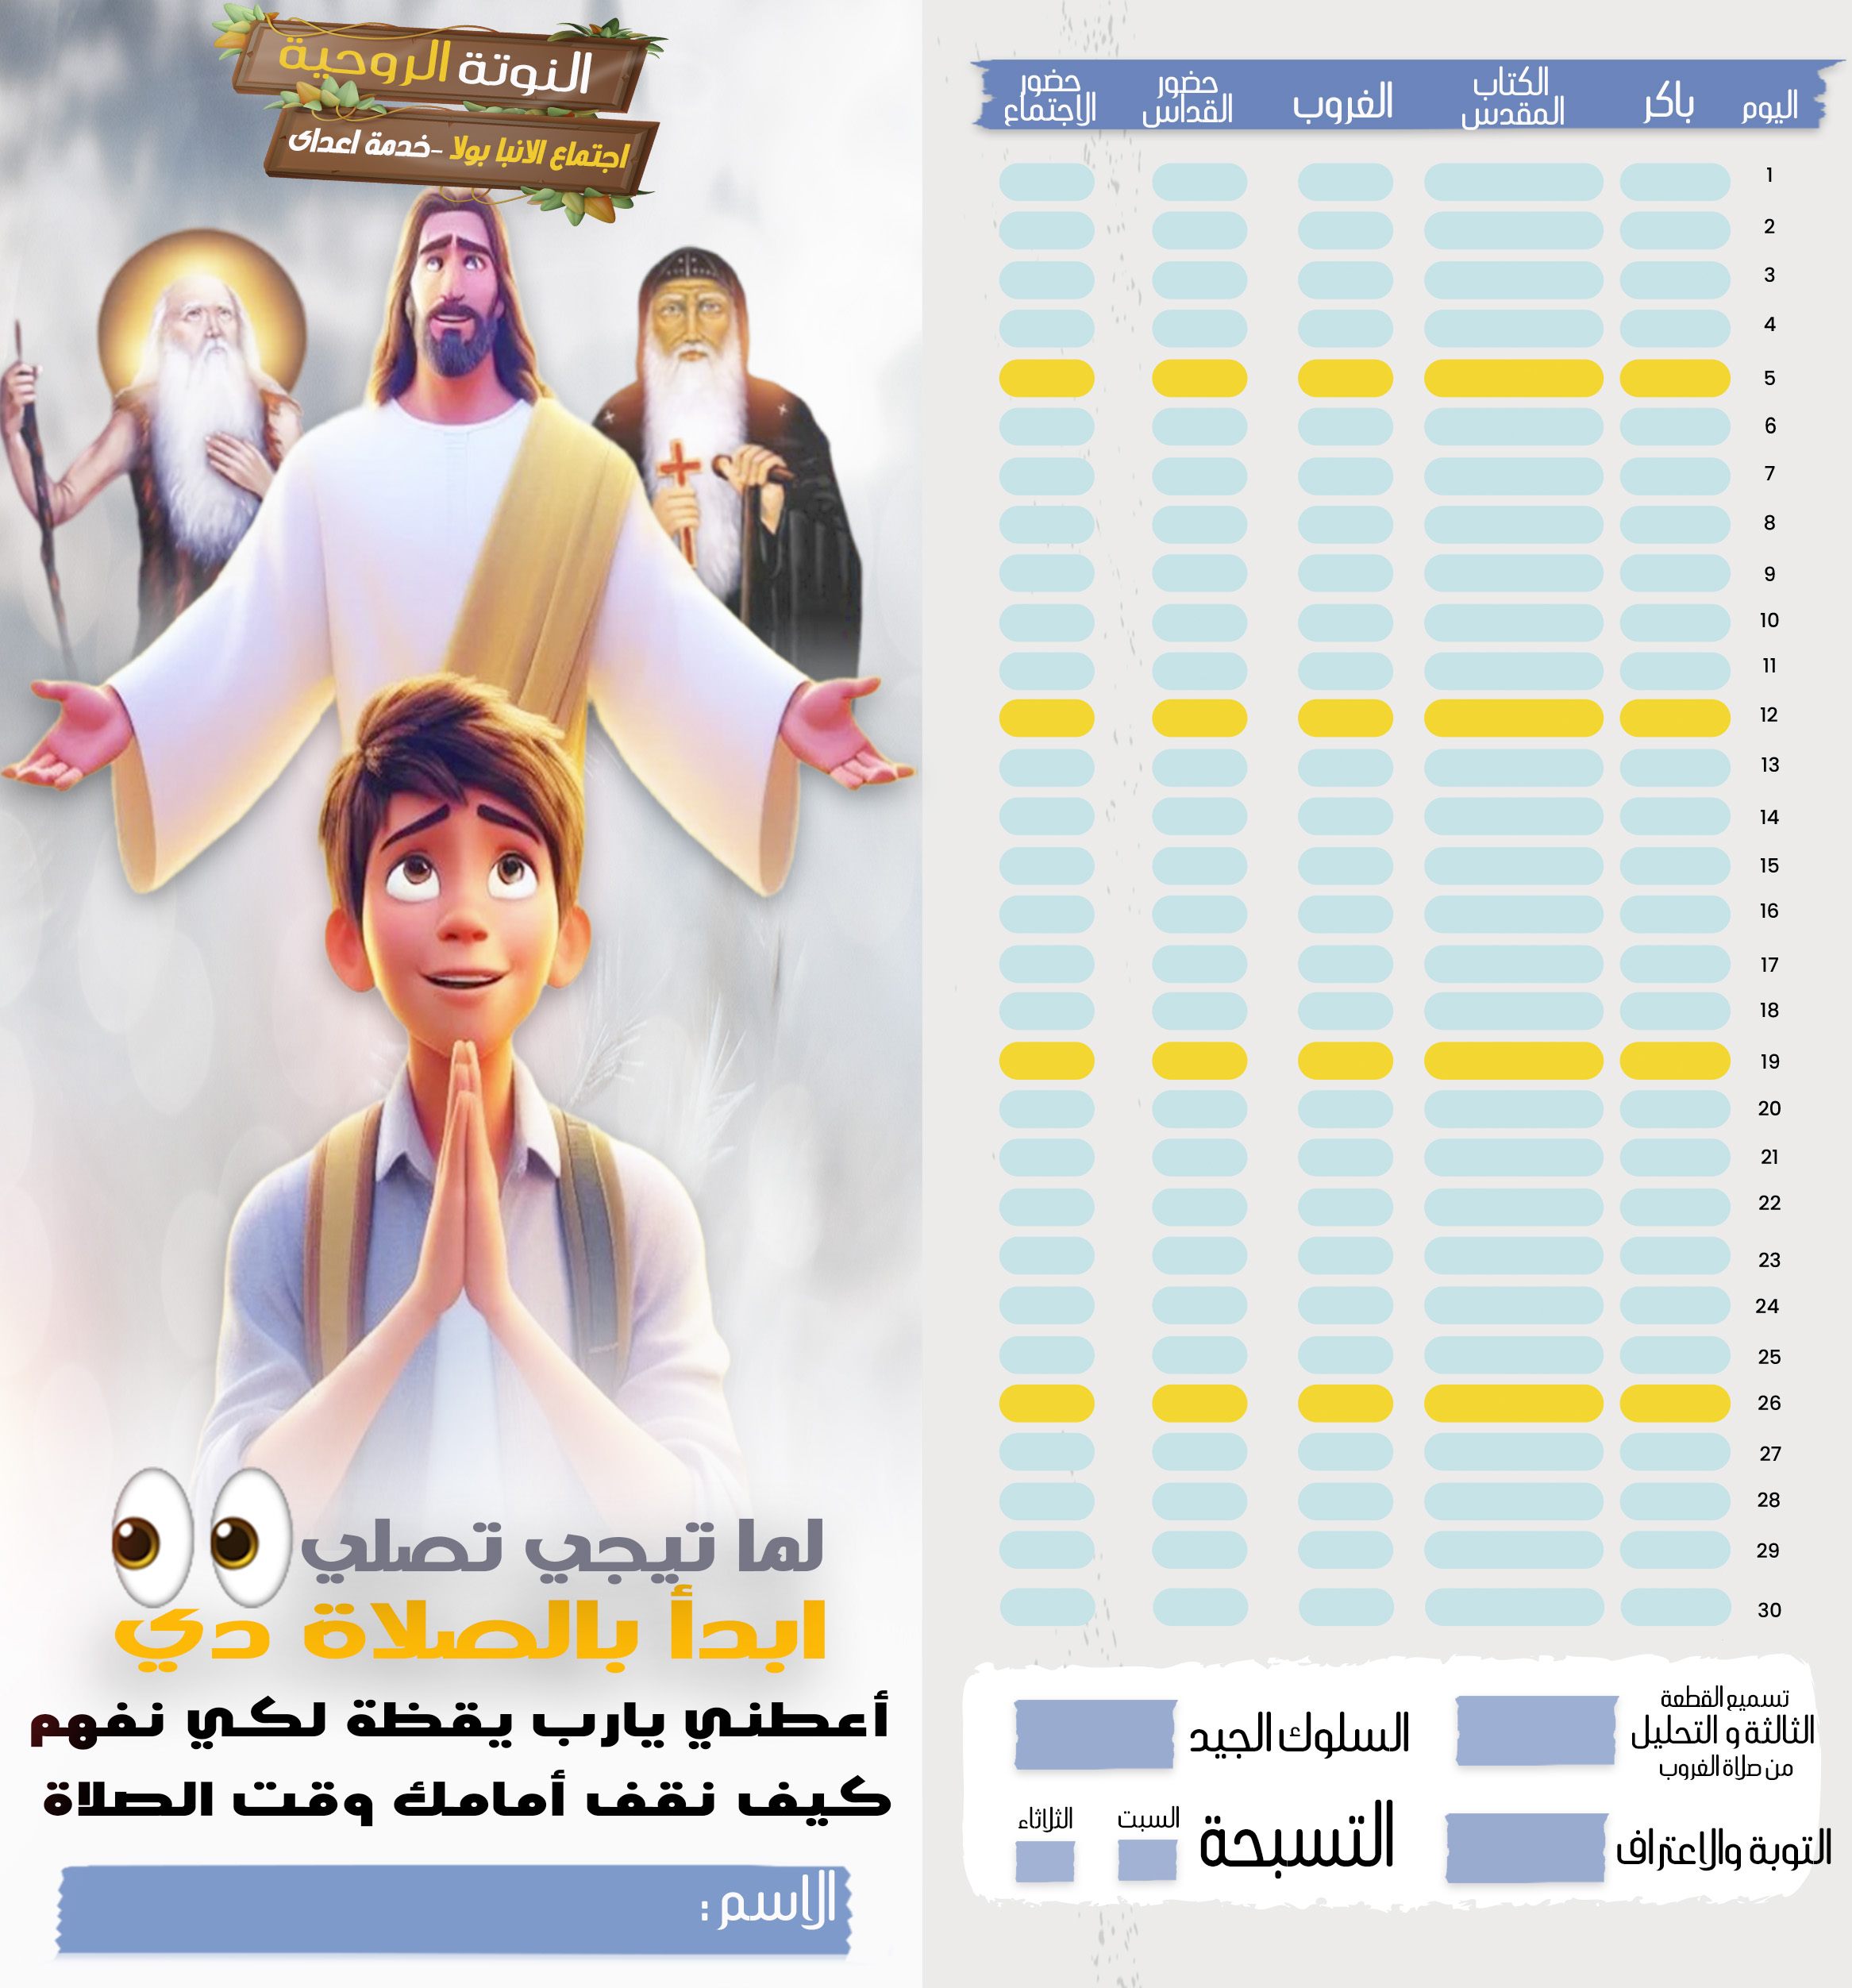 النوتة الروحية
اجتماع الانبا بولا -خدمة اعدادى
لما تيجي تصلي
ابدأ بالصلاة دي
أعطني يارب يقظة لكي نفهم
كيف نقف أمامك وقت الصلاة
الاسم :
اليوم
باكر
الكتاب
المقدس
الغروب
حضور
القداس
حضور
الاجتماع
1
2
3
4
5
6
7
8
9
10
11
12
13
14
15
16
17
18
19
20
21
22
23
24
25
26
27
28
29
30
تسميع القطعة
الثالثة و التحليل
من صلاة الغروب
السلوك الجيد
التوبة والاعتراف
التسبحة
السبت
الثلاثاء